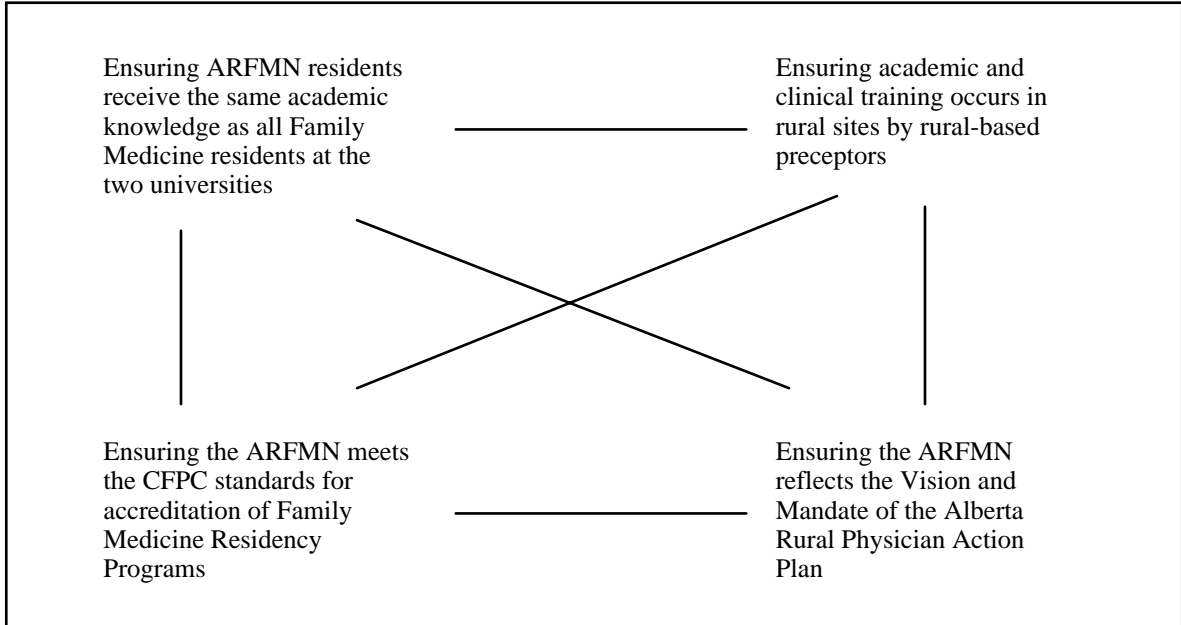 Ensuring ARFMN residents
receive the same academic
knowledge as all Family
Medicine residents at the
two universities
Ensuring academic and
clinical training occurs in
rural sites by rural-based
preceptors
Ensuring the ARFMN meets
the CFPC standards for
accreditation of Family
Medicine Residency
Programs
Ensuring the ARFMN
reflects the Vision and
Mandate of the Alberta
Rural Physician Action
Plan